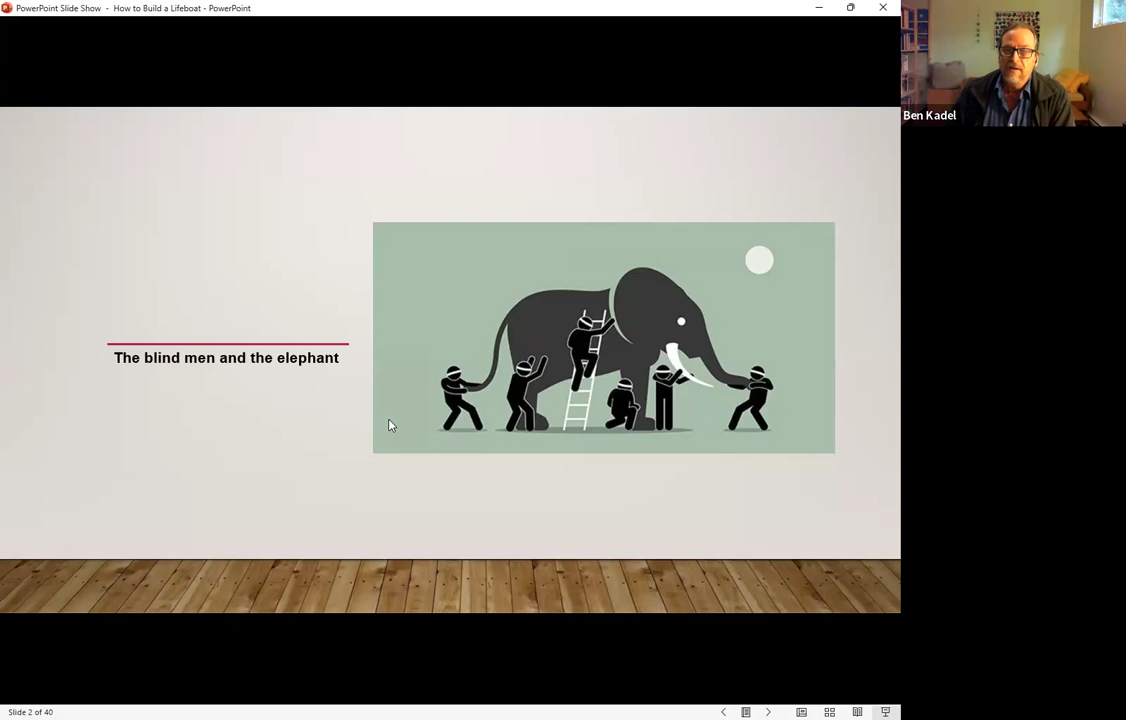 PowerPoint Slide Show - How to Build a Lifeboat - PowerPoint
Ben Kadel
The blind men and the elephant
Slide 2 of 40